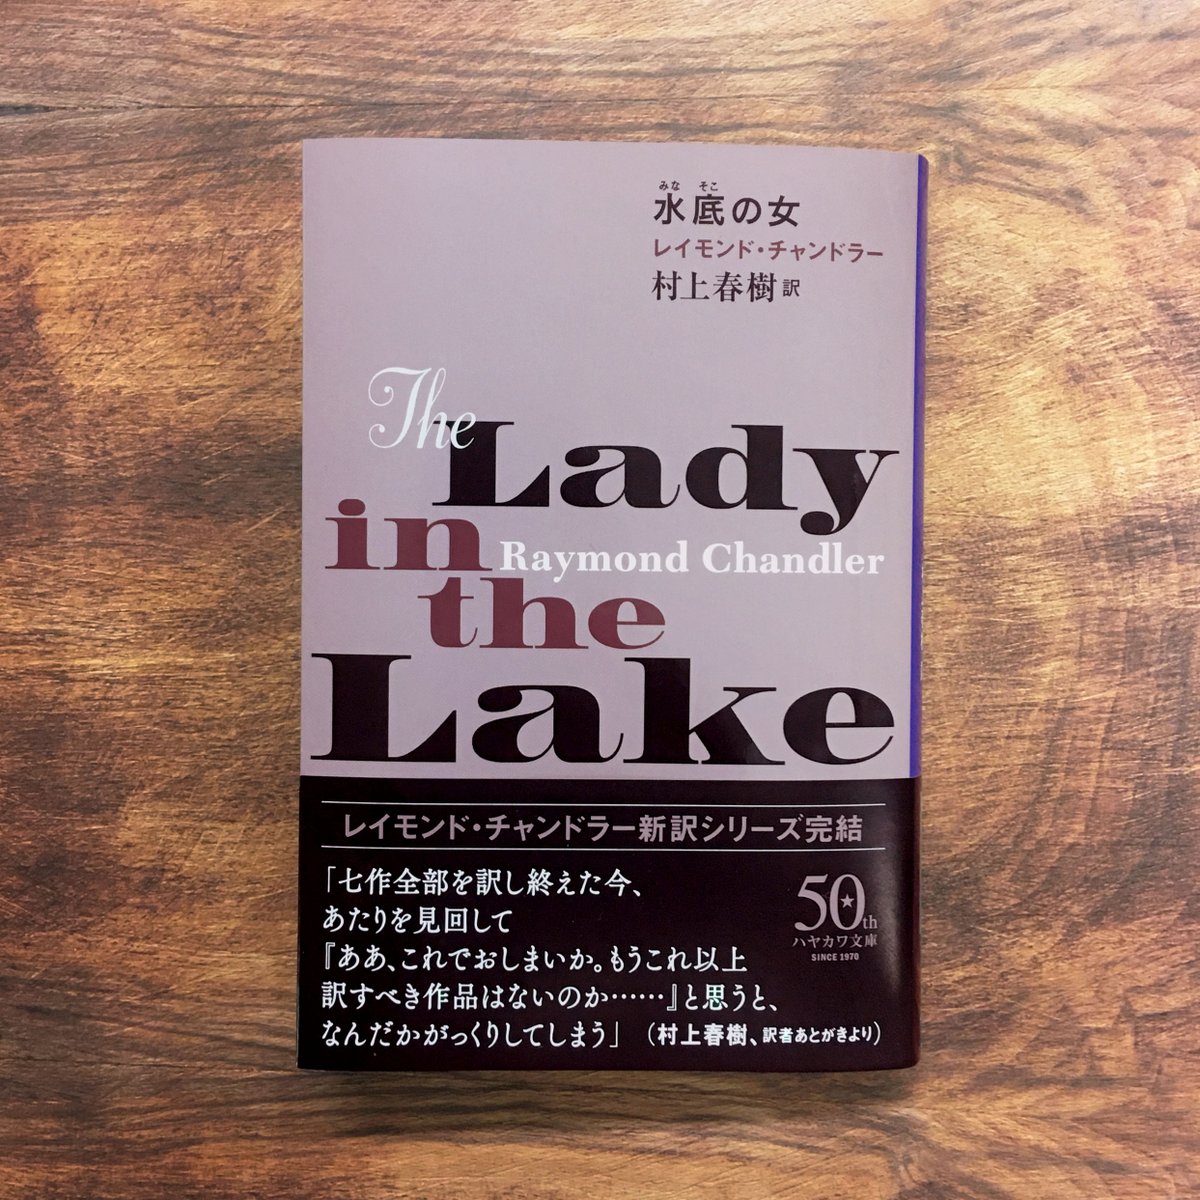 みな そこ
水底の女
レイモンド・チャンドラー
村上春樹 訳
The
Lady
in
Raymond Chandler
the
Lake
レイモンド・チャンドラー新訳シリーズ完結
「七作全部を訳し終えた今、
あたりを見回して
『ああ、これでおしまいか。もうこれ以上
訳すべき作品はないのか……』と思うと、
なんだかがっくりしてしまう」 (村上春樹、訳者あとがきより)
50th
ハヤカワ文庫
SINCE 1970